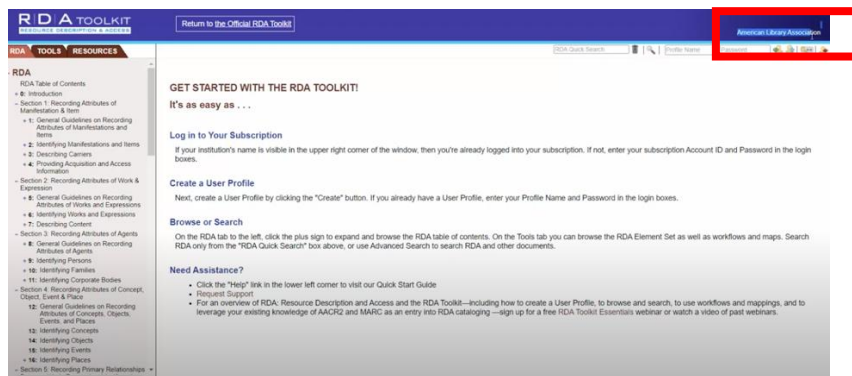 RDA TOOLKIT
RESOURCE DESCRIPTION & ACCESS
Return to the Official RDA Toolkit
American Library Association
RDA TOOLS RESOURCES
RDA Quick Search
Profile Name
Password
RDA
RDA Table of Contents
+ 0: Introduction
– Section 1: Recording Attributes of
Manifestation & Item
+ 1: General Guidelines on Recording
Attributes of Manifestations and
Items
+ 2: Identifying Manifestations and Items
+ 3: Describing Carriers
+ 4: Providing Acquisition and Access
Information
– Section 2: Recording Attributes of Work &
Expression
+ 5: General Guidelines on Recording
Attributes of Works and Expressions
+ 6: Identifying Works and Expressions
+ 7: Describing Content
– Section 3: Recording Attributes of Agents
+ 8: General Guidelines on Recording
Attributes of Agents
+ 9: Identifying Persons
+ 10: Identifying Families
+ 11: Identifying Corporate Bodies
– Section 4: Recording Attributes of Concept,
Object, Event & Place
12: General Guidelines on Recording
Attributes of Concepts, Objects,
Events, and Places
13: Identifying Concepts
14: Identifying Objects
15: Identifying Events
+ 16: Identifying Places
– Section 5: Recording Primary Relationships
GET STARTED WITH THE RDA TOOLKIT!
It's as easy as . . .
Log in to Your Subscription
If your institution's name is visible in the upper right corner of the window, then you're already logged into your subscription. If not, enter your subscription Account ID and Password in the login
boxes.
Create a User Profile
Next, create a User Profile by clicking the "Create" button. If you already have a User Profile, enter your Profile Name and Password in the login boxes.
Browse or Search
On the RDA tab to the left, click the plus sign to expand and browse the RDA table of contents. On the Tools tab you can browse the RDA Element Set as well as workflows and maps. Search
RDA only from the "RDA Quick Search" box above, or use Advanced Search to search RDA and other documents.
Need Assistance?
• Click the "Help" link in the lower left corner to visit our Quick Start Guide
• Request Support
• For an overview of RDA: Resource Description and Access and the RDA Toolkit—including how to create a User Profile, to browse and search, to use workflows and mappings, and to
leverage your existing knowledge of AACR2 and MARC as an entry into RDA cataloging —sign up for a free RDA Toolkit Essentials webinar or watch a video of past webinars.